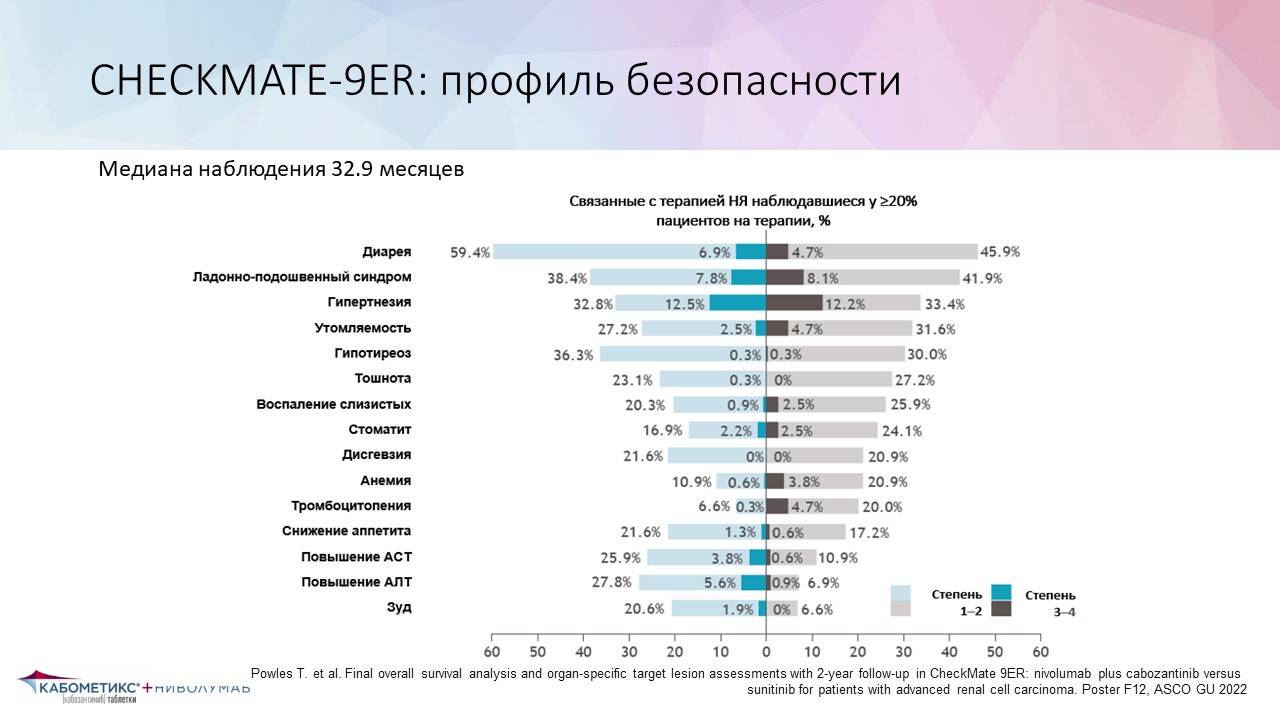 CHECKMATE-9ER: профиль безопасности
Медиана наблюдения 32.9 месяцев
Связанные с терапией НЯ наблюдавшиеся у ≥20%
пациентов на терапии, %
Диарея 59.4% 6.9% 4.7% 45.9%
Ладонно-подошвенный синдром 38.4% 7.8% 8.1% 41.9%
Гипертнезия 32.8% 12.5% 12.2% 33.4%
Утомляемость 27.2% 2.5% 4.7% 31.6%
Гипотиреоз 36.3% 0.3% 0.3% 30.0%
Тошнота 23.1% 0.3% 0% 27.2%
Воспаление слизистых 20.3% 0.9% 2.5% 25.9%
Стоматит 16.9% 2.2% 2.5% 24.1%
Дисгевзия 21.6% 0% 0% 20.9%
Анемия 10.9% 0.6% 3.8% 20.9%
Тромбоцитопения 6.6% 0.3% 4.7% 20.0%
Снижение аппетита 21.6% 1.3% 0.6% 17.2%
Повышение АСТ 25.9% 3.8% 0.6% 10.9%
Повышение АЛТ 27.8% 5.6% 0.9% 6.9%
Зуд 20.6% 1.9% 0% 6.6%
Степень Степень
1–2 3–4
60 50 40 30 20 10 0 10 20 30 40 50 60
Powles T. et al. Final overall survival analysis and organ-specific target lesion assessments with 2-year follow-up in CheckMate 9ER: nivolumab plus cabozantinib versus
sunitinib for patients with advanced renal cell carcinoma. Poster F12, ASCO GU 2022
КАБОМЕТИКС®+НИВОЛУМАБ
(кабозантиниб) таблетки